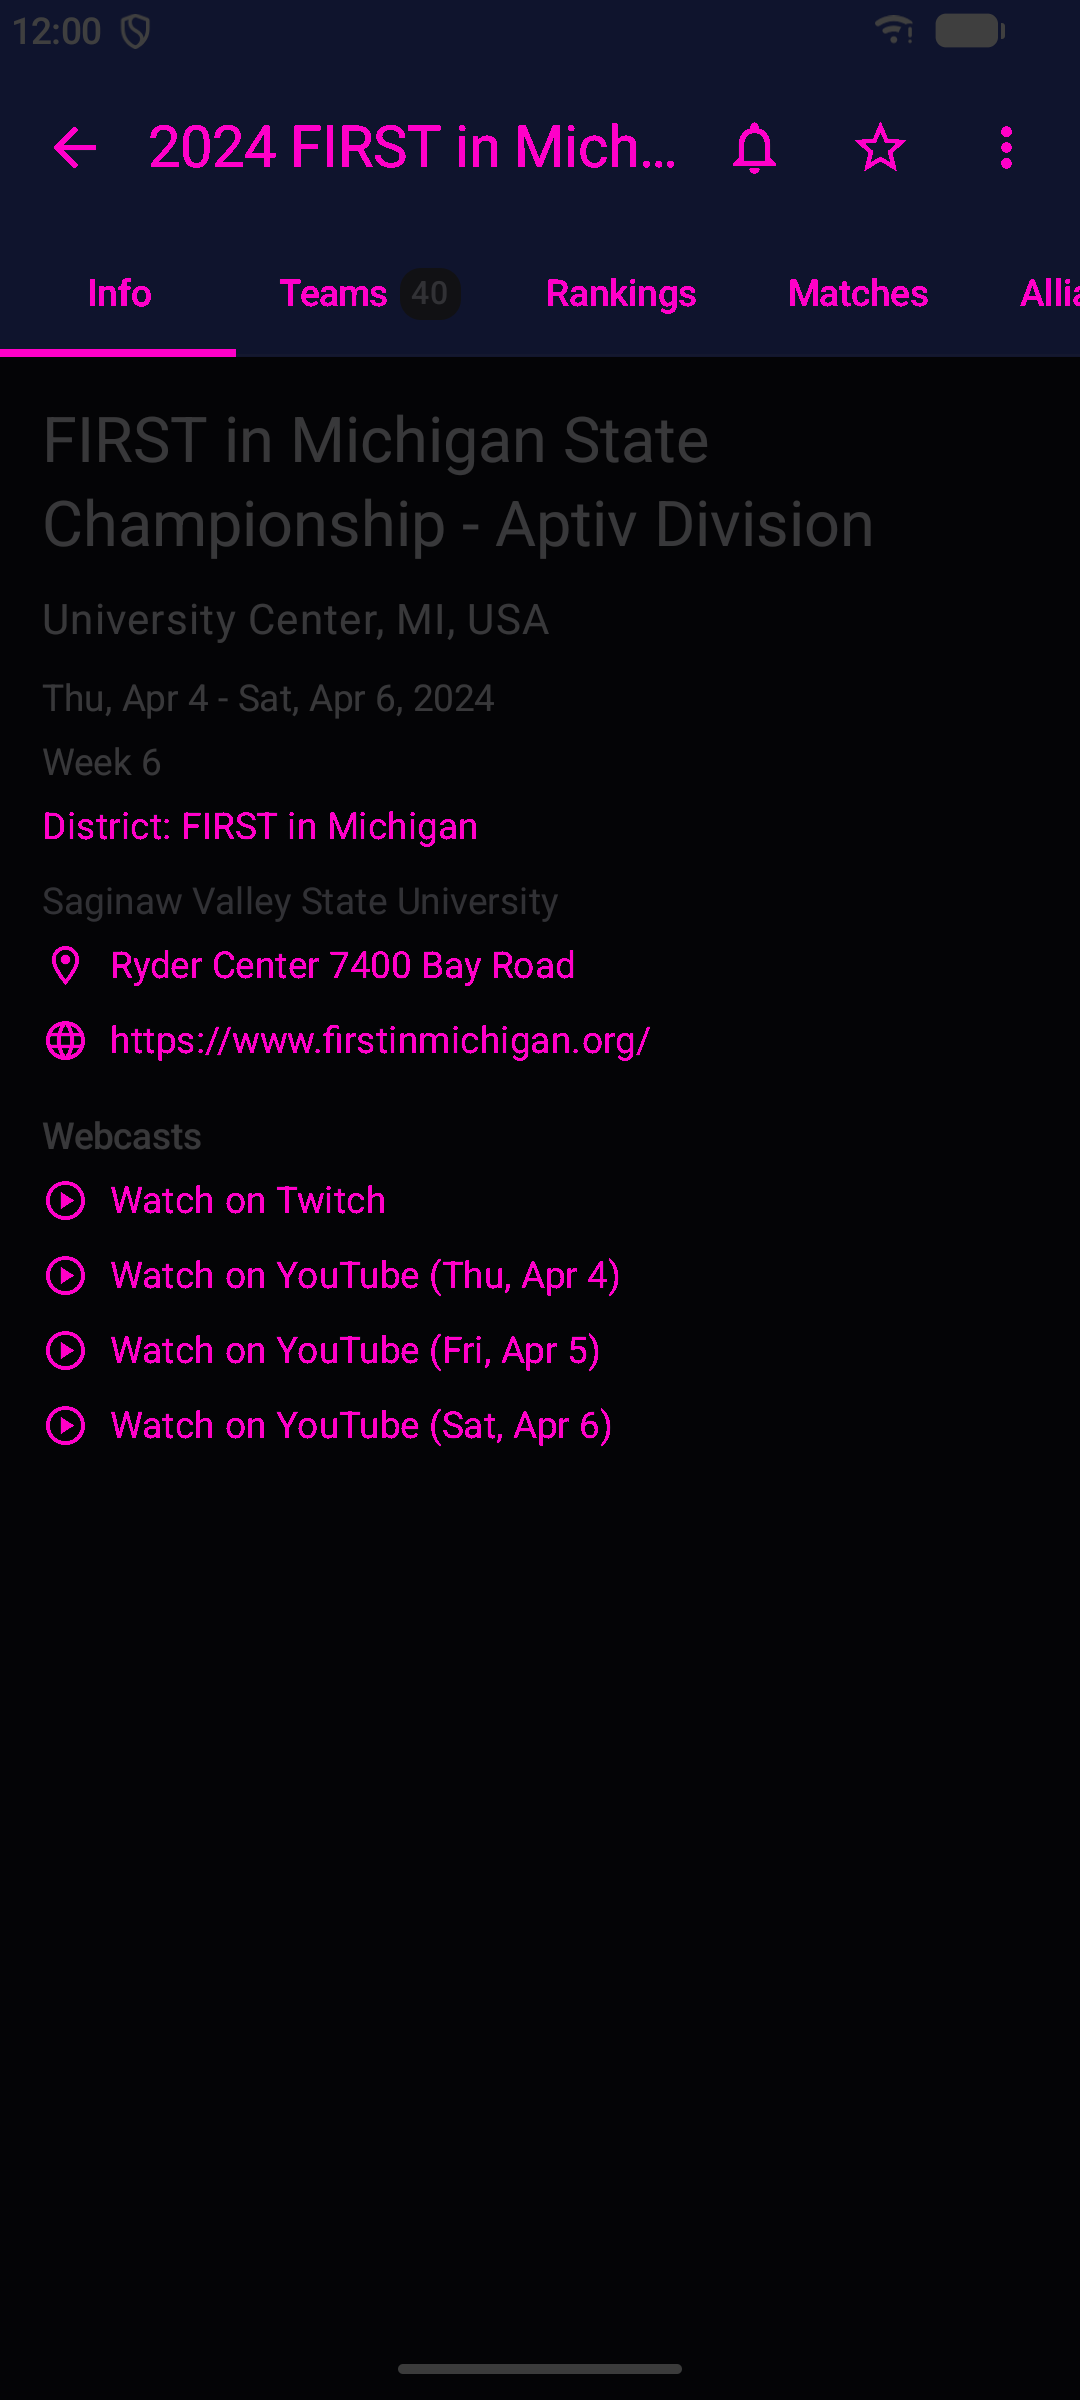 12:00
2024 FIRST in Mich...
Info
Teams 40
Rankings
Matches
Allia
FIRST in Michigan State
Championship - Aptiv Division
University Center, MI, USA
Thu, Apr 4 - Sat, Apr 6, 2024
Week 6
District: FIRST in Michigan
Saginaw Valley State University
Ryder Center 7400 Bay Road
https://www.firstinmichigan.org/
Webcasts
Watch on Twitch
Watch on YouTube (Thu, Apr 4)
Watch on YouTube (Fri, Apr 5)
Watch on YouTube (Sat, Apr 6)